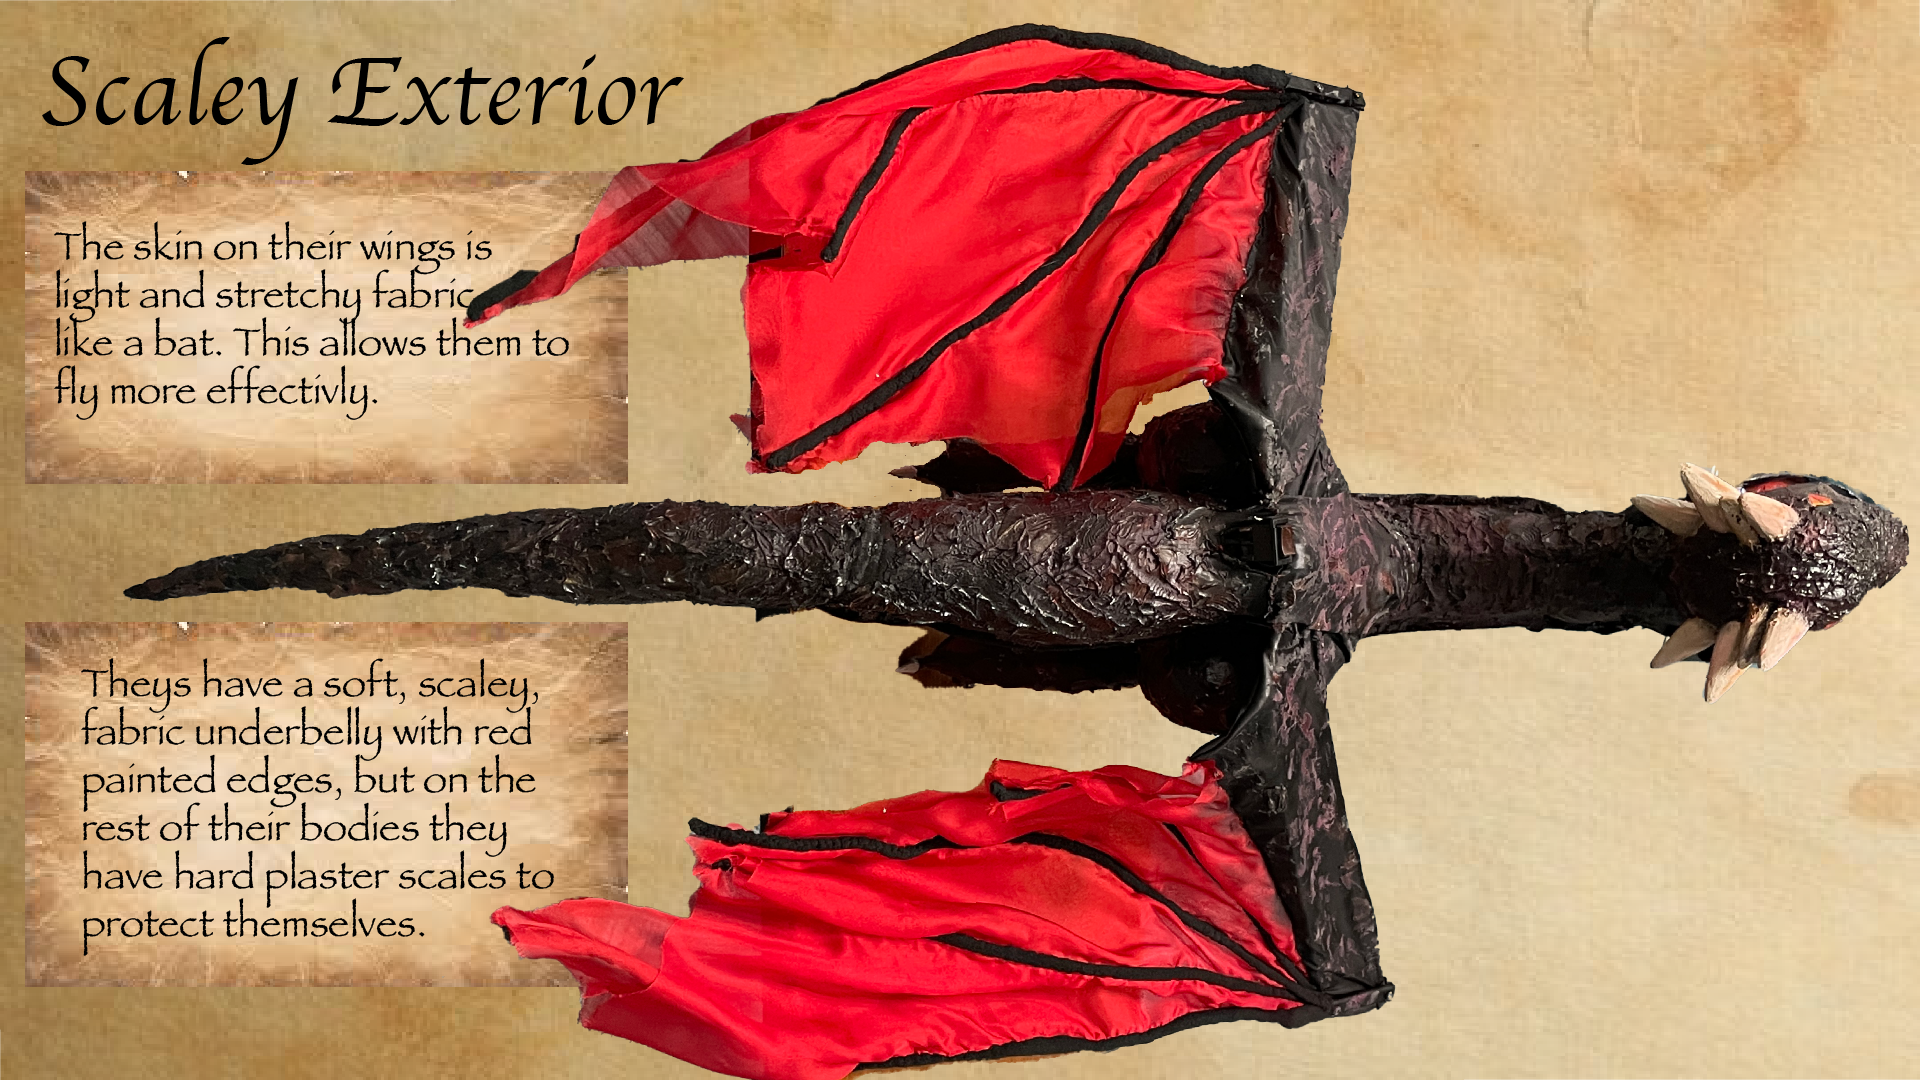 Scaley Exterior
The skin on their wings is
light and stretchy fabric
like a bat. This allows them to
fly more effectivly.
Theys have a soft, scaley,
fabric underbelly with red
painted edges, but on the
rest of their bodies they
have hard plaster scales to
protect themselves.